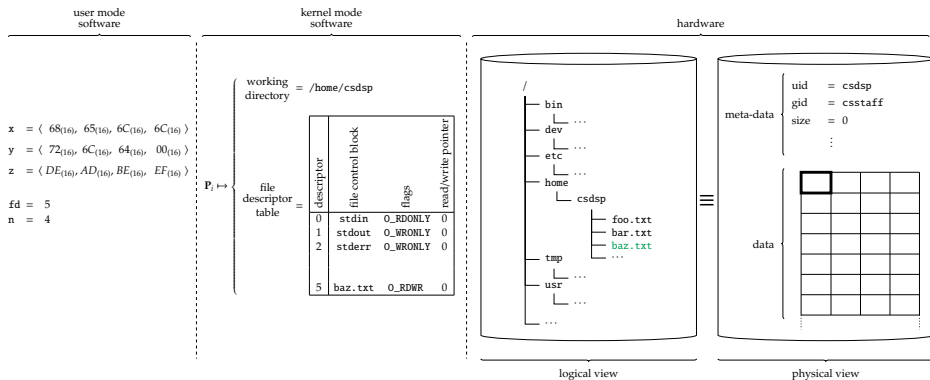 user mode
software
kernel mode
software
hardware
x = ⟨ 68(16), 65(16), 6C(16), 6C(16) ⟩
y = ⟨ 72(16), 6C(16), 64(16), 00(16) ⟩
z = ⟨ DE(16), AD(16), BE(16), EF(16) ⟩
fd = 5
n = 4
Pi ↦
working
directory = /home/csdsp
file
descriptor
table =
descriptor file control block flags read/write pointer
0 stdin O_RDONLY 0
1 stdout O_WRONLY 0
2 stderr O_WRONLY 0
5 baz.txt O_RDWR 0
/
bin
...
dev
...
etc
...
home
csdsp
foo.txt
bar.txt
baz.txt
...
tmp
...
usr
...
...
≡
meta-data
uid = csdsp
gid = csstaff
size = 0
⋮
data
logical view
physical view